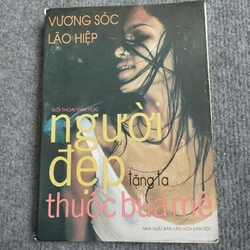 VƯƠNG SÓC
LÃO HIỆP
ĐỐI THOẠI VĂN HỌC
người
đẹp
tặng ta
thuốc bùa mê
NHÀ XUẤT BẢN VĂN HÓA DÂN TỘC